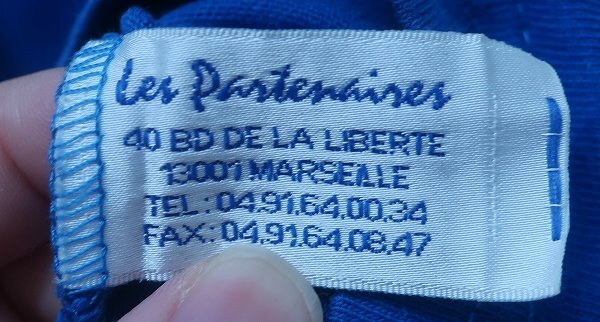 Les Partenaires
40 BD DE LA LIBERTE
13001 MARSEILLE
TEL: 04.91.64.00.34
FAX: 04.91.64.08.47